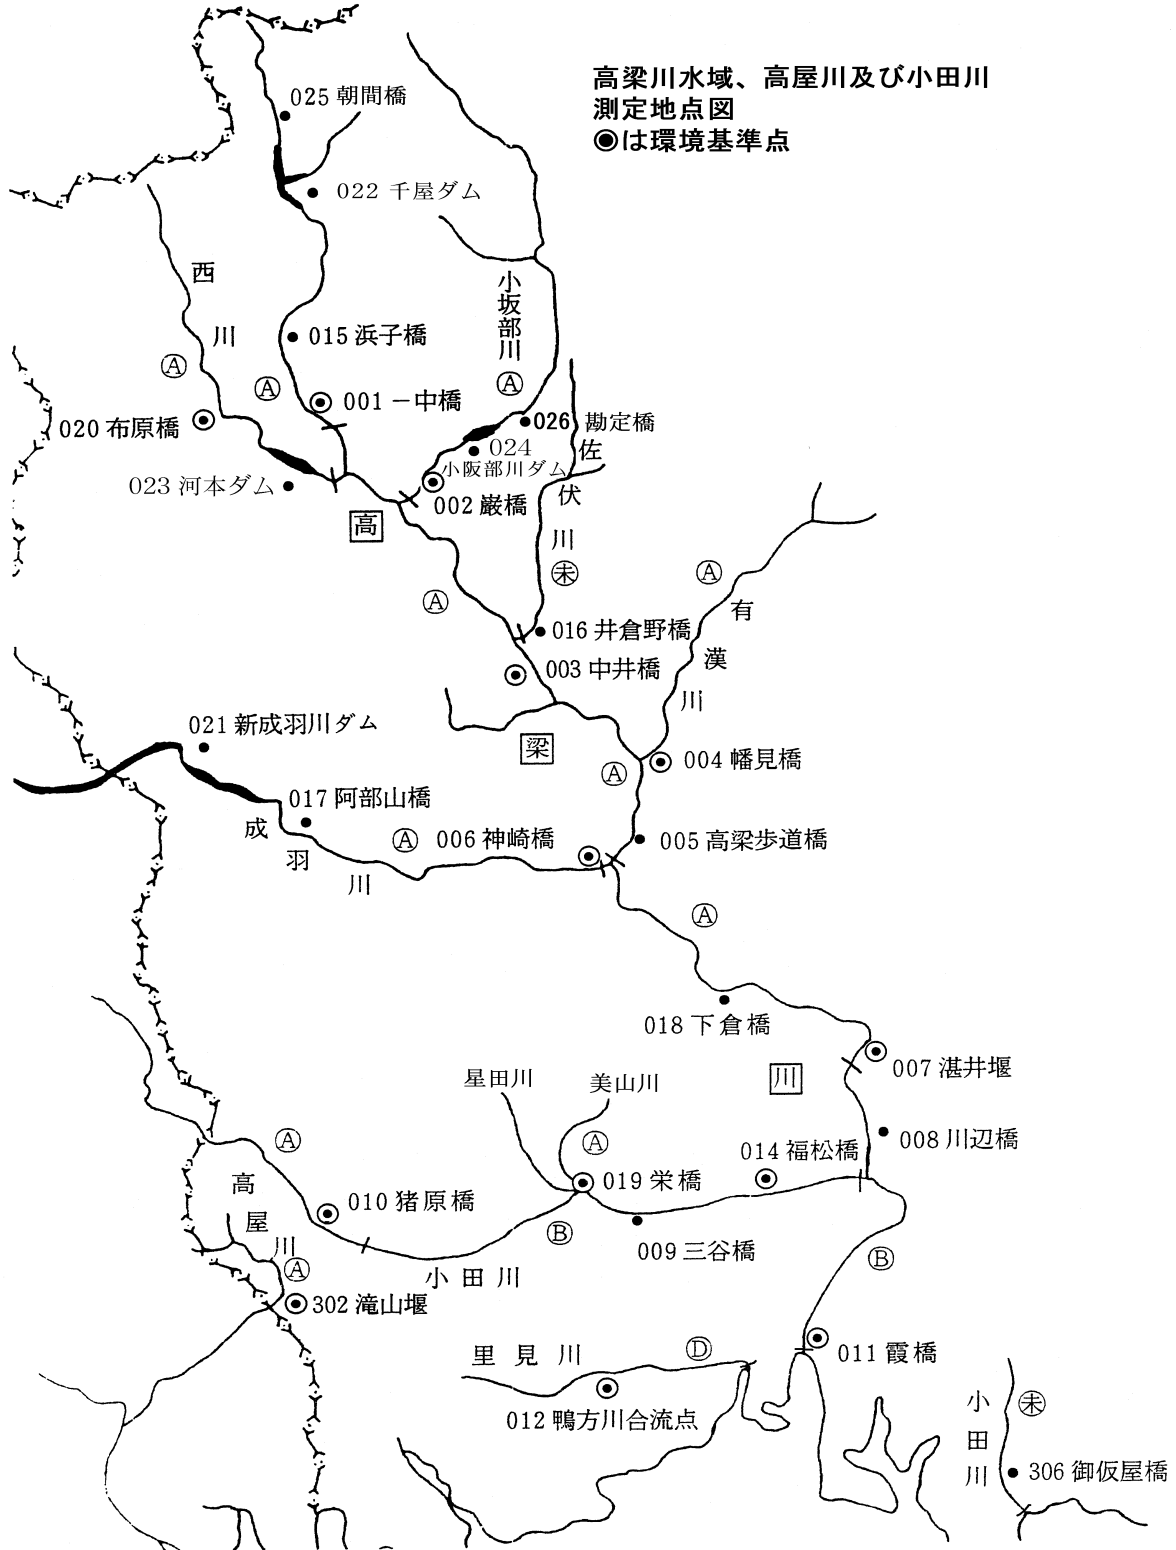 高梁川水域、高屋川及び小田川
測定地点図
◉は環境基準点
025 朝間橋
022 千屋ダム
西川
Ⓐ
015 浜子橋
小坂部川
Ⓐ
Ⓐ
001 一中橋
020 布原橋
026 勘定橋
024
小阪部川ダム
023 河本ダム
002 巌橋
佐伏川
㊍
高
Ⓐ
Ⓐ
有漢川
016 井倉野橋
003 中井橋
021 新成羽川ダム
梁
004 幡見橋
Ⓐ
017 阿部山橋
成羽川
Ⓐ
006 神崎橋
005 高梁歩道橋
Ⓐ
018 下倉橋
川
007 湛井堰
星田川
美山川
Ⓐ
Ⓐ
008 川辺橋
014 福松橋
019 栄橋
010 猪原橋
高屋川
Ⓐ
Ⓑ
009 三谷橋
小田川
Ⓑ
302 滝山堰
里見川
Ⓓ
011 霞橋
012 鴨方川合流点
小田川
未
306 御仮屋橋